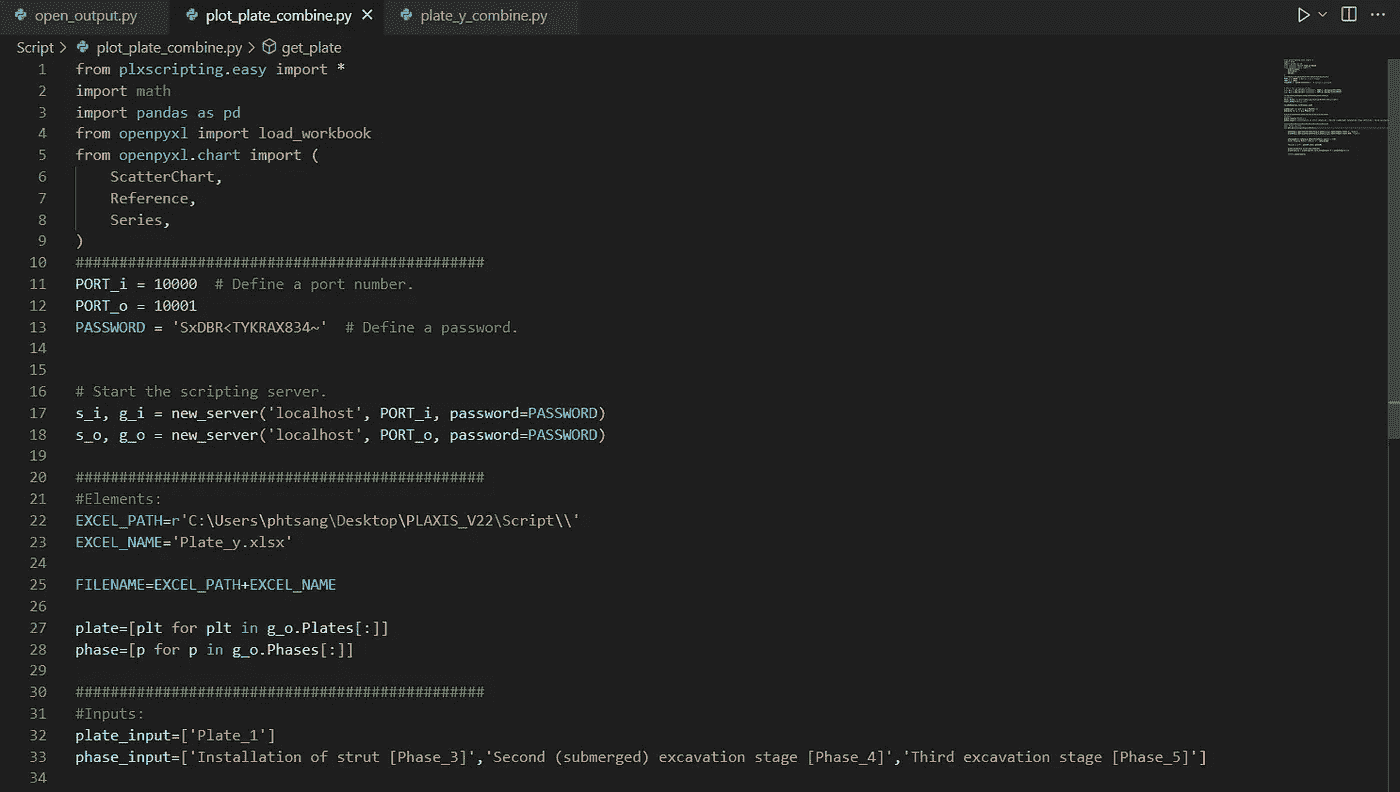 open_output.py plot_plate_combine.py plate_y_combine.py
Script > plot_plate_combine.py > get_plate
1 from plxscripting.easy import *
2 import math
3 import pandas as pd
4 from openpyxl import load_workbook
5 from openpyxl.chart import (
6 ScatterChart,
7 Reference,
8 Series,
9 )
10 ###############################################
11 PORT_i = 10000 # Define a port number.
12 PORT_o = 10001
13 PASSWORD = 'SxDBR<TYKRAX834~' # Define a password.
14
15
16 # Start the scripting server.
17 s_i, g_i = new_server('localhost', PORT_i, password=PASSWORD)
18 s_o, g_o = new_server('localhost', PORT_o, password=PASSWORD)
19
20 ###############################################
21 #Elements:
22 EXCEL_PATH=r'C:\Users\phtsang\Desktop\PLAXIS_V22\Script\\'
23 EXCEL_NAME='Plate_y.xlsx'
24
25 FILENAME=EXCEL_PATH+EXCEL_NAME
26
27 plate=[plt for plt in g_o.Plates[:]]
28 phase=[p for p in g_o.Phases[:]]
29
30 ###############################################
31 #Inputs:
32 plate_input=['Plate_1']
33 phase_input=['Installation of strut [Phase_3]','Second (submerged) excavation stage [Phase_4]','Third excavation stage [Phase_5]']
34